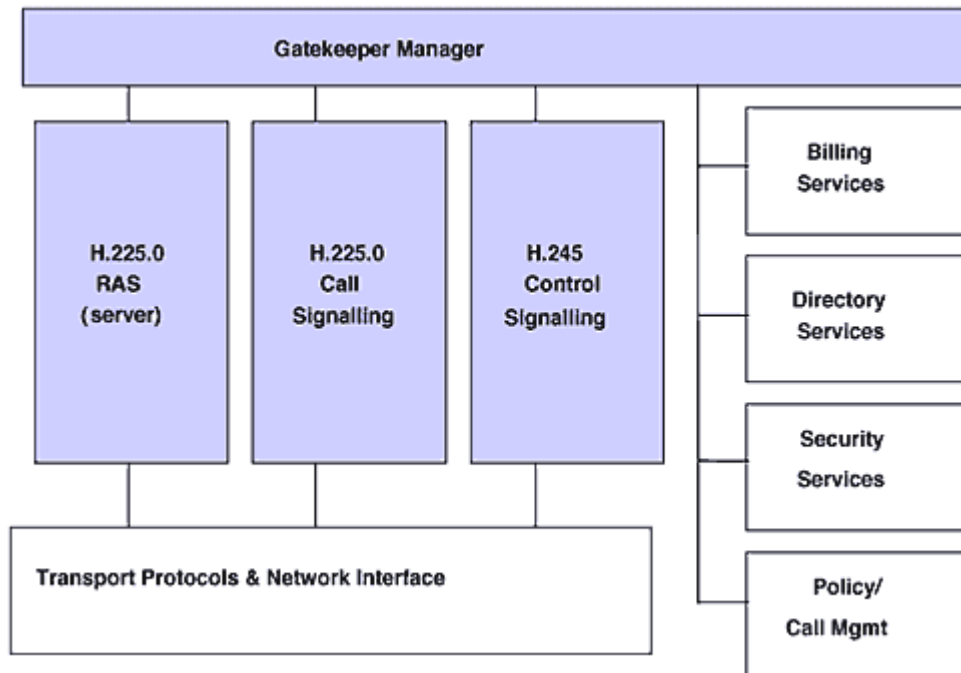 Gatekeeper Manager
H.225.0
RAS
(server)
H.225.0
Call
Signalling
H.245
Control
Signalling
Billing
Services
Directory
Services
Security
Services
Policy/
Call Mgmt
Transport Protocols & Network Interface